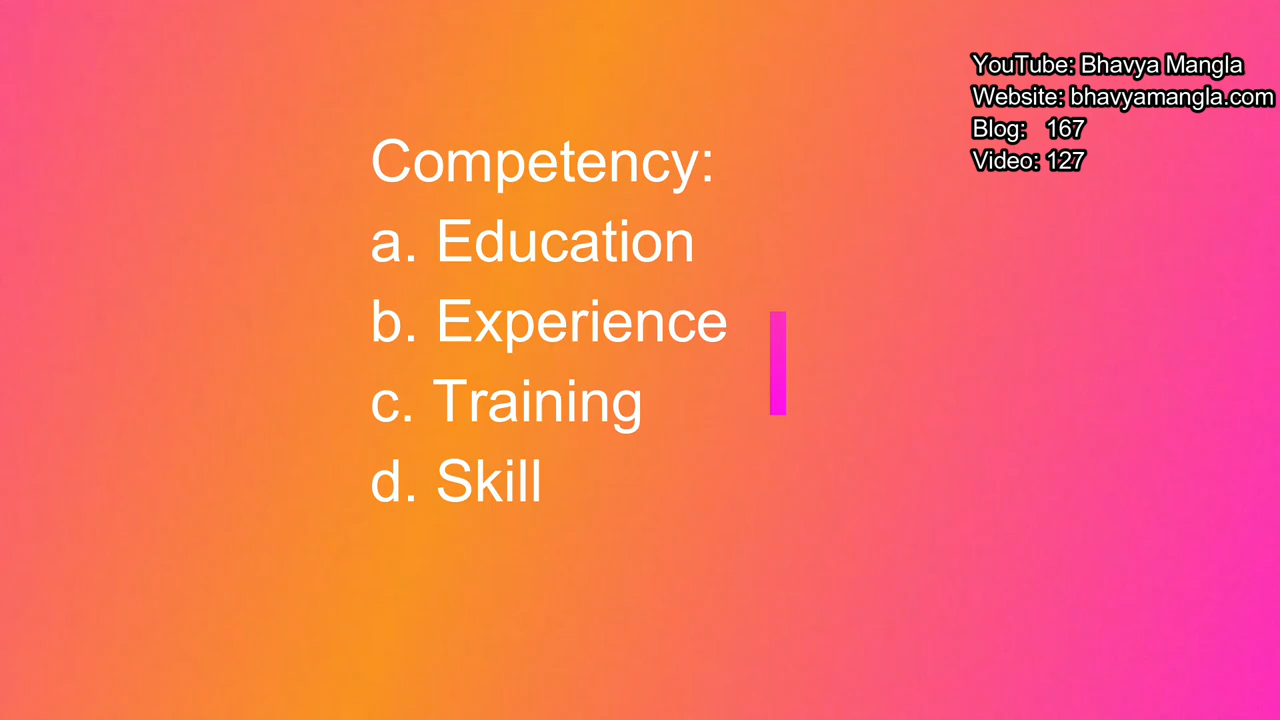 YouTube: Bhavya Mangla
Website: bhavyamangla.com
Blog: 167
Video: 127
Competency:
a. Education
b. Experience
c. Training
d. Skill